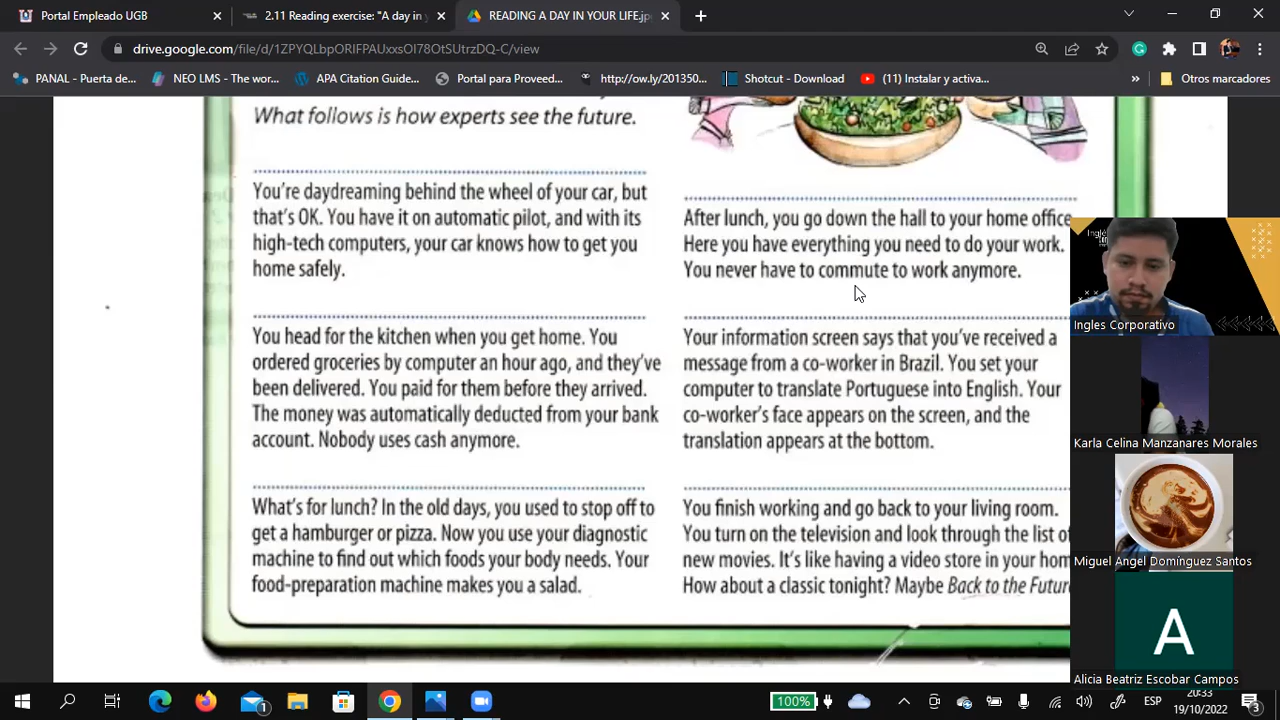 Portal Empleado UGB
2.11 Reading exercise: "A day in y
READING A DAY IN YOUR LIFE.jpg
drive.google.com/file/d/1ZPYQLbpORIFPAUxxsOI78OtSUtrzDQ-C/view
PANAL - Puerta de...
NEO LMS - The wor...
APA Citation Guide...
Portal para Proveed...
http://ow.ly/201350...
Shotcut - Download
(11) Instalar y activa...
»
Otros marcadores
What follows is how experts see the future.
You're daydreaming behind the wheel of your car, but
that's OK. You have it on automatic pilot, and with its
high-tech computers, your car knows how to get you
home safely.
You head for the kitchen when you get home. You
ordered groceries by computer an hour ago, and they've
been delivered. You paid for them before they arrived.
The money was automatically deducted from your bank
account. Nobody uses cash anymore.
What's for lunch? In the old days, you used to stop off to
get a hamburger or pizza. Now you use your diagnostic
machine to find out which foods your body needs. Your
food-preparation machine makes you a salad.
After lunch, you go down the hall to your home office
Here you have everything you need to do your work.
You never have to commute to work anymore.
Your information screen says that you've received a
message from a co-worker in Brazil. You set your
computer to translate Portuguese into English. Your
co-worker's face appears on the screen, and the
translation appears at the bottom.
You finish working and go back to your living room.
You turn on the television and look through the list of
new movies. It's like having a video store in your hom
How about a classic tonight? Maybe Back to the Futur
Ingles Corporativo
Karla Celina Manzanares Morales
Miguel Angel Domínguez Santos
A
Alicia Beatriz Escobar Campos
1
100%
ESP
20:33
19/10/2022
3